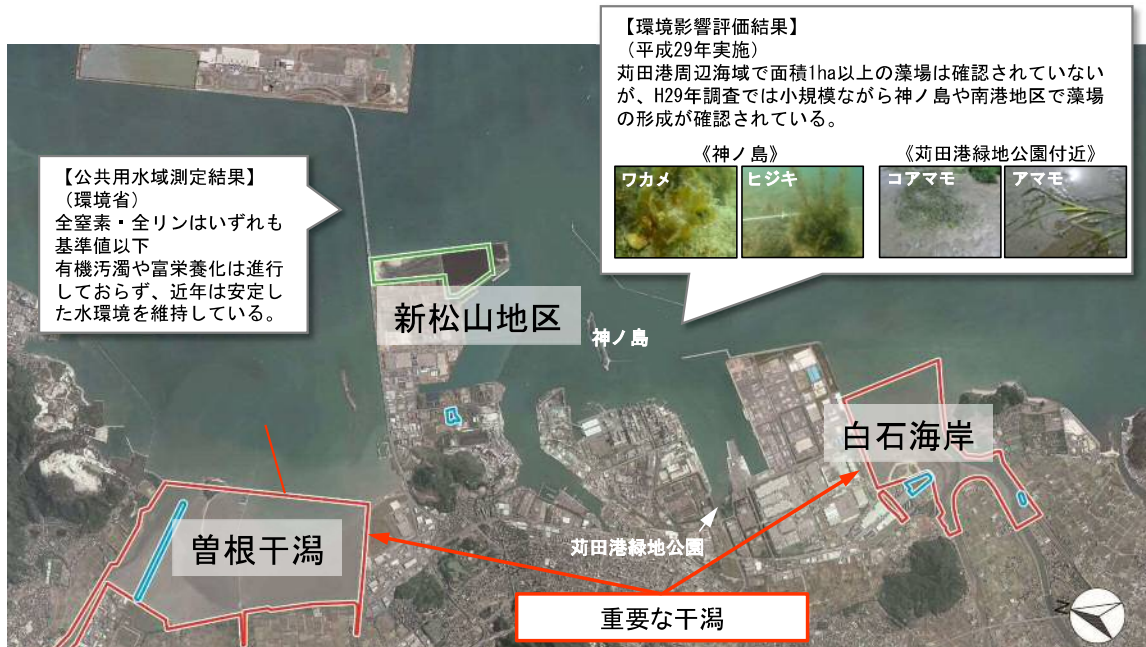 【環境影響評価結果】
（平成29年実施）
苅田港周辺海域で面積1ha以上の藻場は確認されていない
が、H29年調査では小規模ながら神ノ島や南港地区で藻場
の形成が確認されている。
《神ノ島》
《苅田港緑地公園付近》
ワカメ
ヒジキ
コアマモ
アマモ
【公共用水域測定結果】
（環境省）
全窒素・全リンはいずれも
基準値以下
有機汚濁や富栄養化は進行
しておらず、近年は安定し
た水環境を維持している。
新松山地区
神ノ島
白石海岸
曽根干潟
苅田港緑地公園
重要な干潟
N